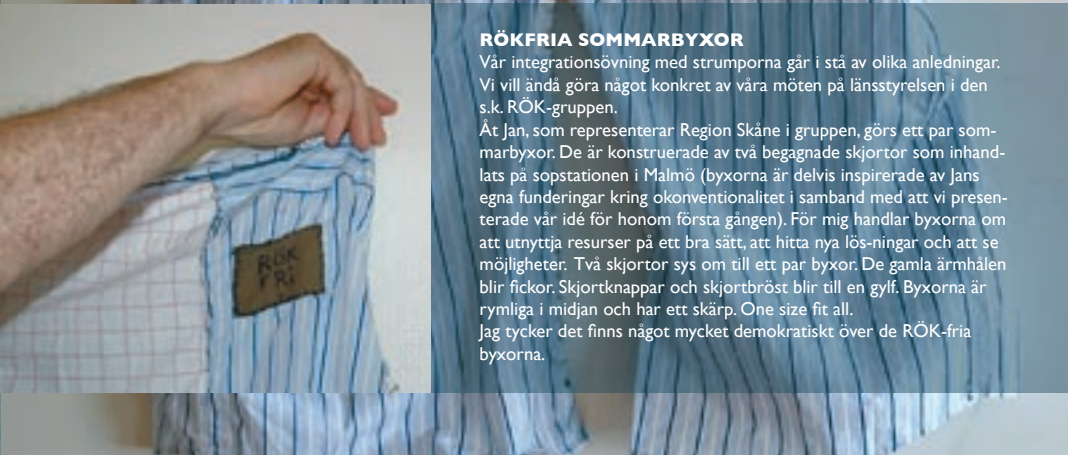 RÖKFRIA SOMMARBYXOR
Vår integrationsövning med strumporna går i stå av olika anledningar.
Vi vill ändå göra något konkret av våra möten på länsstyrelsen i den
s.k. RÖK-gruppen.
Åt Jan, som representerar Region Skåne i gruppen, görs ett par som-
marbyxor. De är konstruerade av två begagnade skjortor som inhand-
lats på sopstationen i Malmö (byxorna är delvis inspirerade av Jans
egna funderingar kring okonventionalitet i samband med att vi presen-
terade vår idé för honom första gången). För mig handlar byxorna om
att utnyttja resurser på ett bra sätt, att hitta nya lös-ningar och att se
möjligheter. Två skjortor sys om till ett par byxor. De gamla ärmhålen
blir fickor. Skjortknappar och skjortbröst blir till en gylf. Byxorna är
rymliga i midjan och har ett skärp. One size fit all.
Jag tycker det finns något mycket demokratiskt över de RÖK-fria
byxorna.
RÖK
FRi